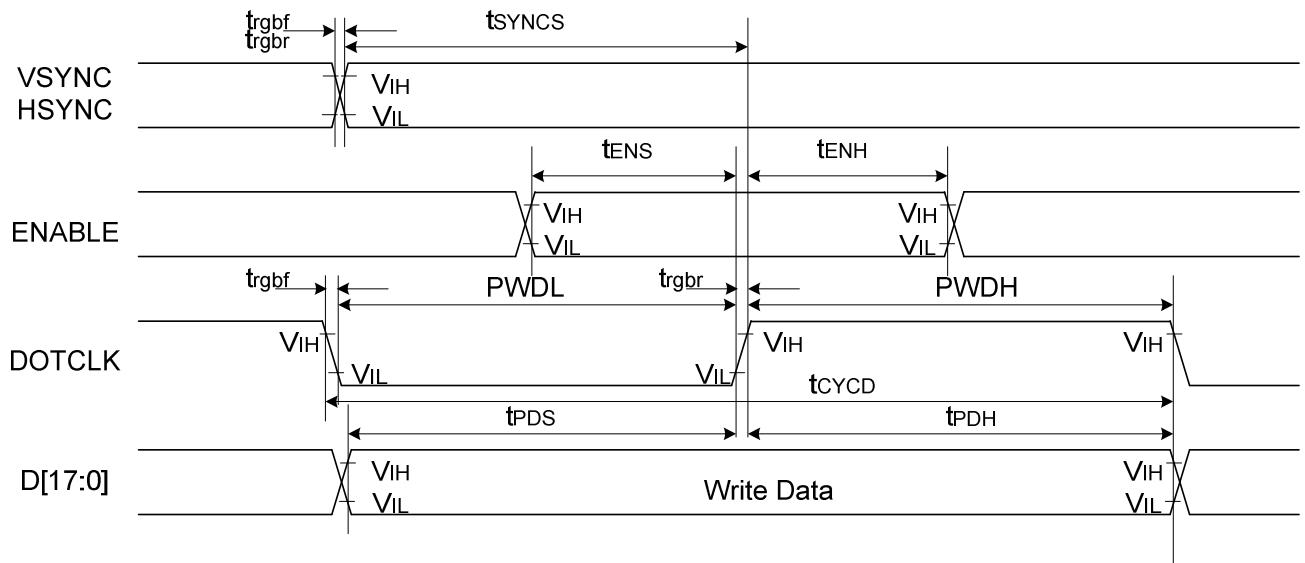 trgbf
trgbr
tSYNCS
VSYNC
HSYNC
VIH
VIL
tENS
tENH
ENABLE
VIH
VIL
VIH
VIL
trgbf
PWDL
trgbr
PWDH
DOTCLK
VIH
VIL
VIL
VIH
VIH
tCYCD
tPDS
tPDH
D[17:0]
VIH
VIL
Write Data
VIH
VIL